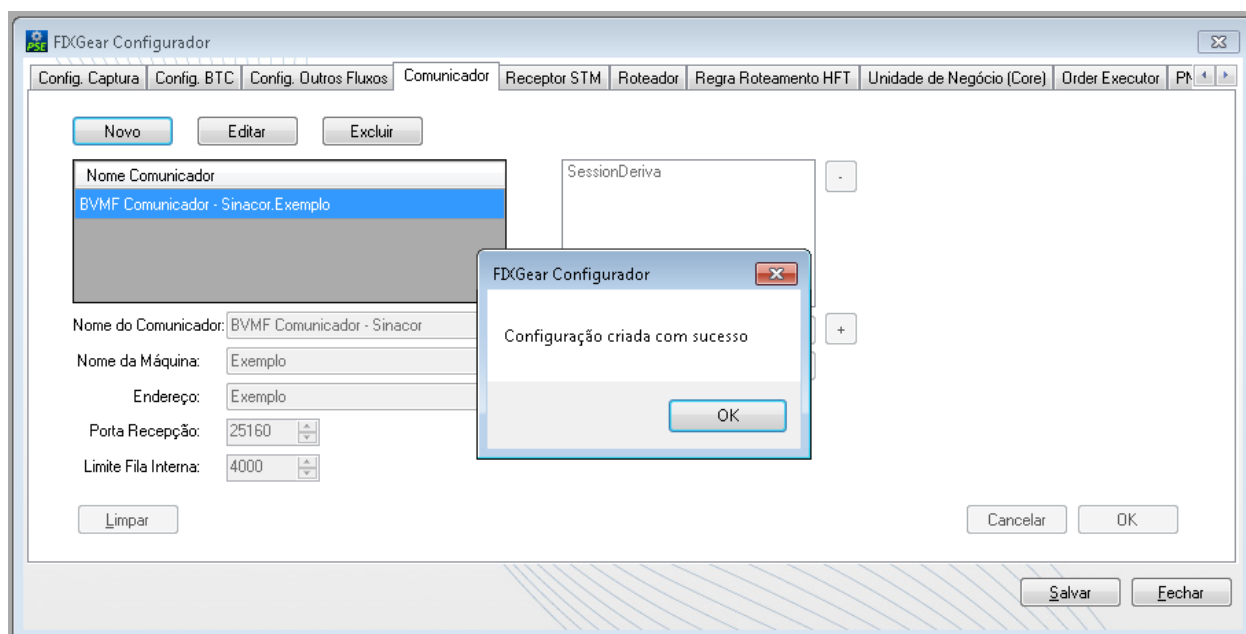 PSE FIXGear Configurador
Config. Captura Config. BTC Config. Outros Fluxos Comunicador Receptor STM Roteador Regra Roteamento HFT Unidade de Negócio (Core) Order Executor
Novo Editar Excluir
Nome Comunicador
SessionDeriva
-
BVMF Comunicador - Sinacor.Exemplo
FIXGear Configurador
Configuração criada com sucesso
OK
Nome do Comunicador: BVMF Comunicador - Sinacor
+
Nome da Máquina: Exemplo
Endereço: Exemplo
Porta Recepção: 25160
Limite Fila Interna: 4000
Limpar Cancelar OK
Salvar Fechar